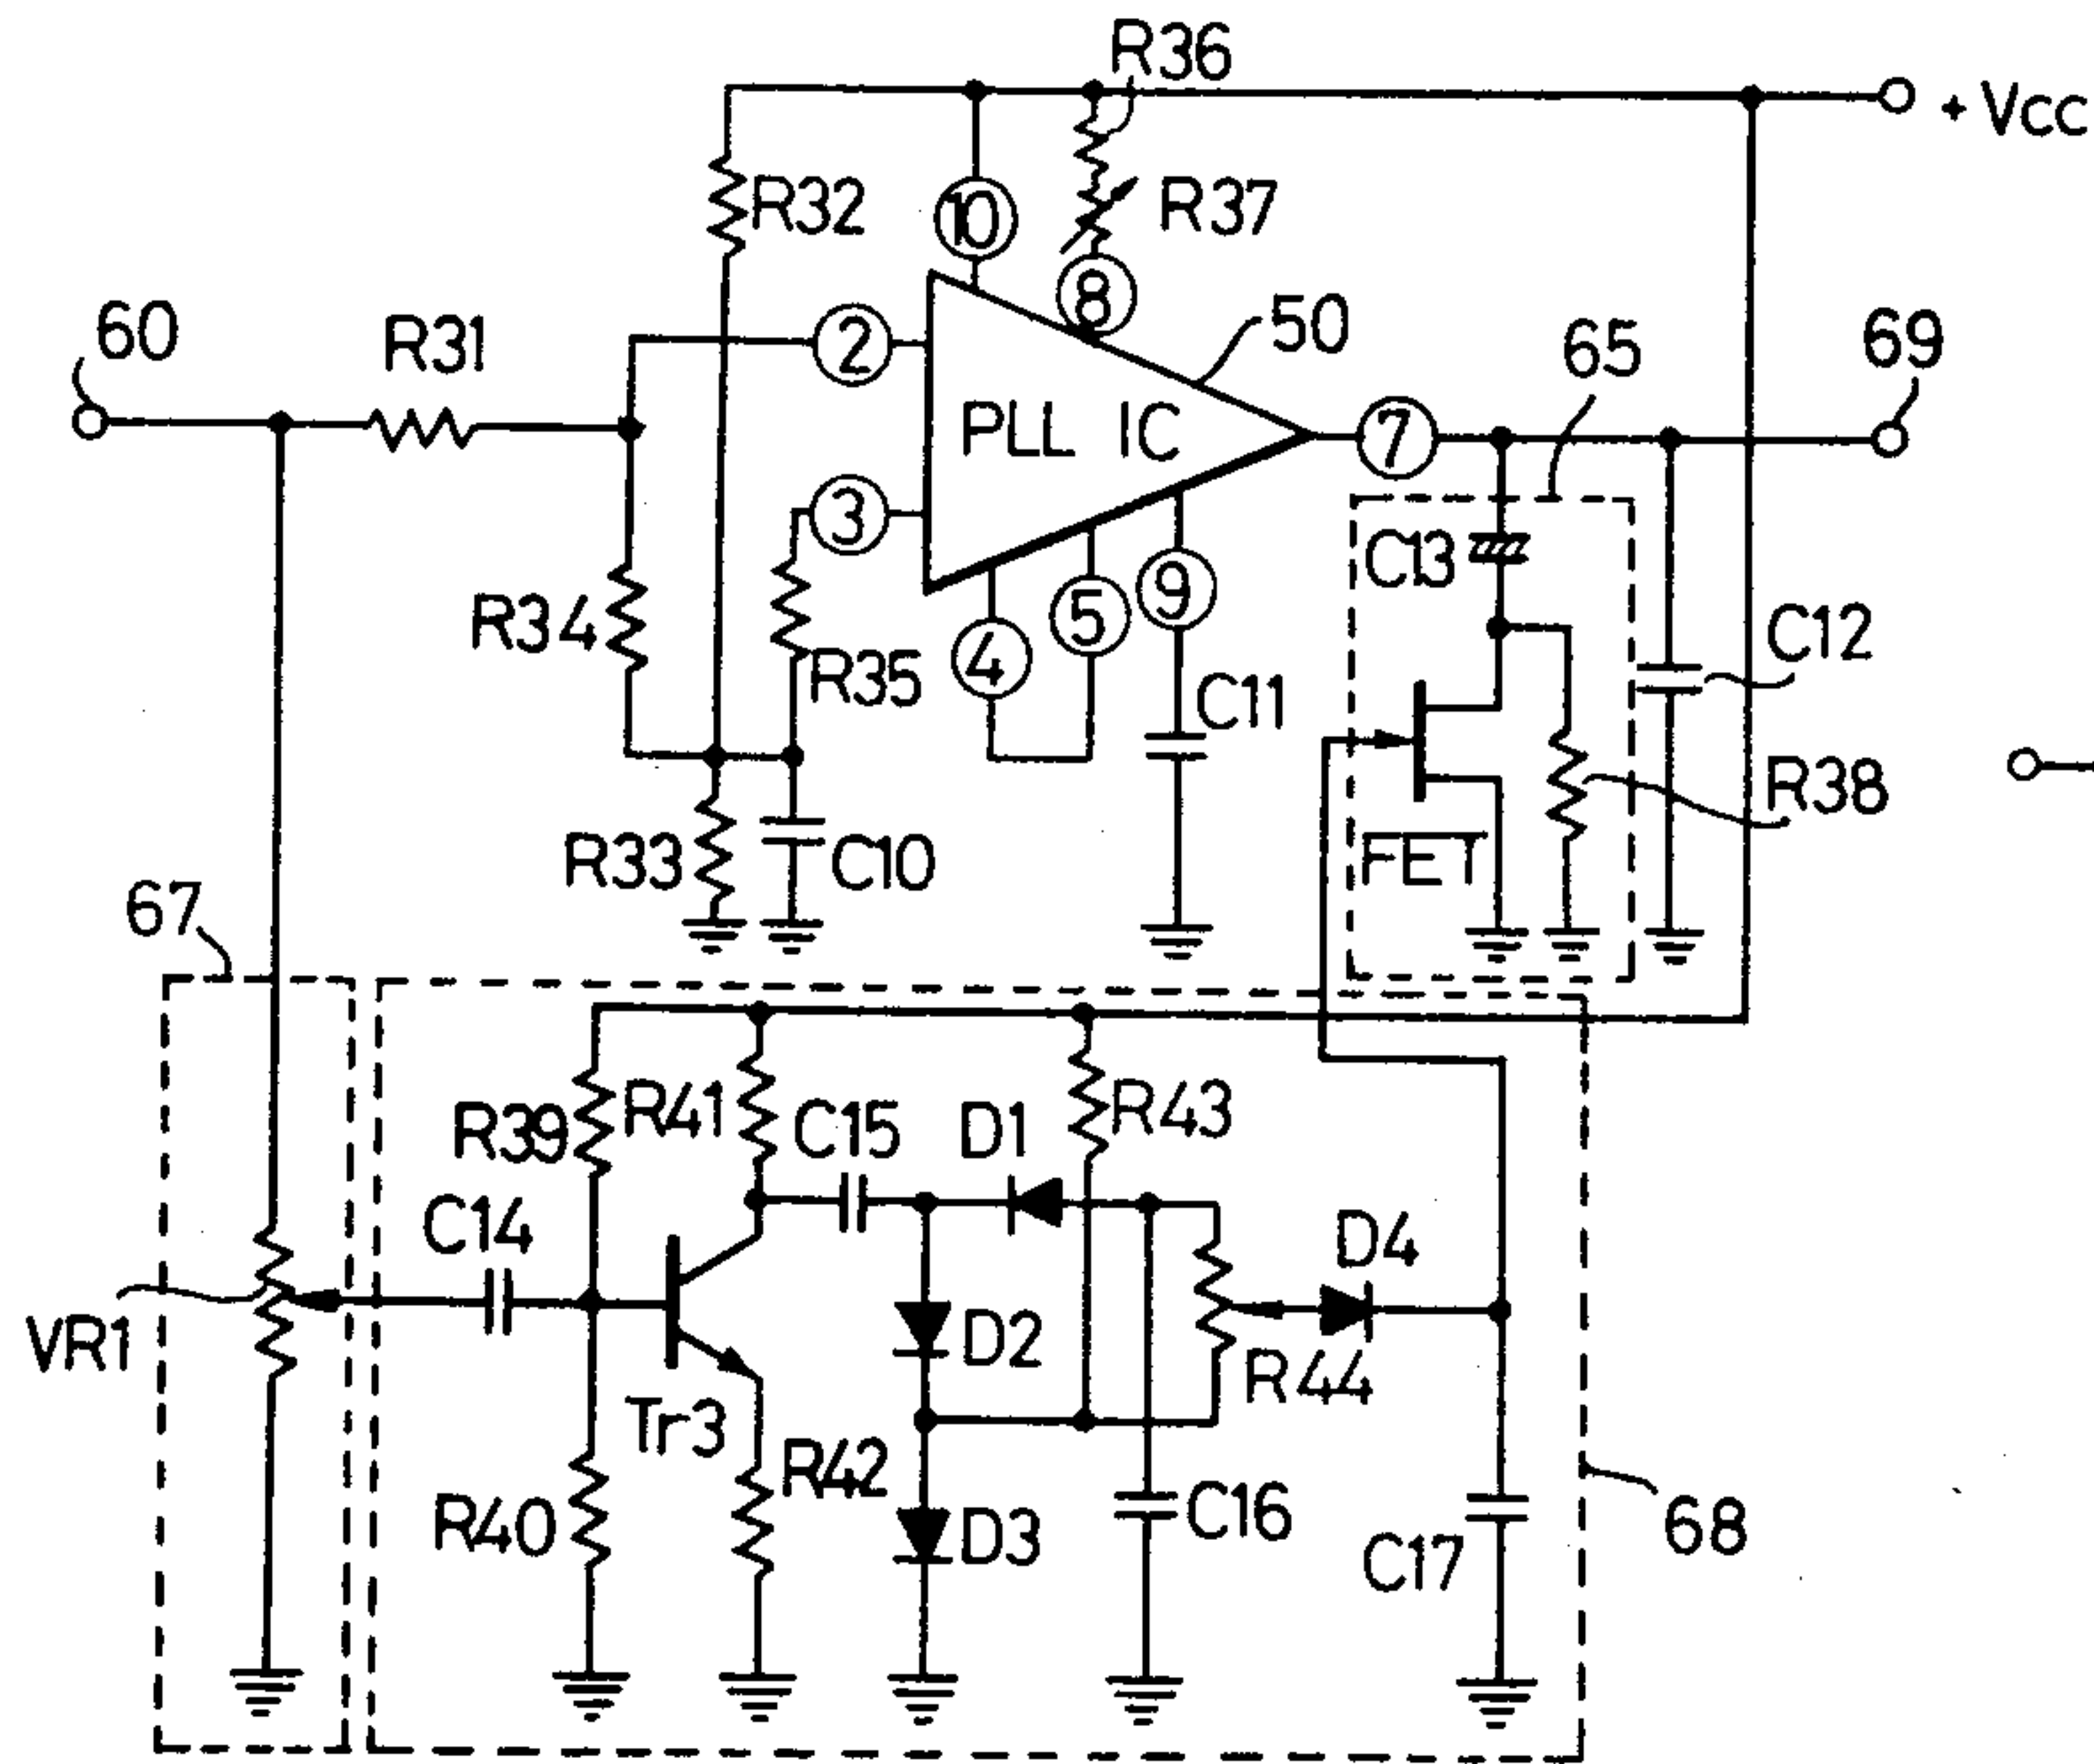 R36
+ Vcc
R32
10
R37
8
60
R31
2
50
65
69
PLL IC
7
3
C13
R34
R35
4
5
9
C11
C12
R38
R33
C10
FET
67
R39
R41
C15
D1
R43
C14
D4
VR1
D2
R44
Tr3
R42
R40
D3
C16
C17
68